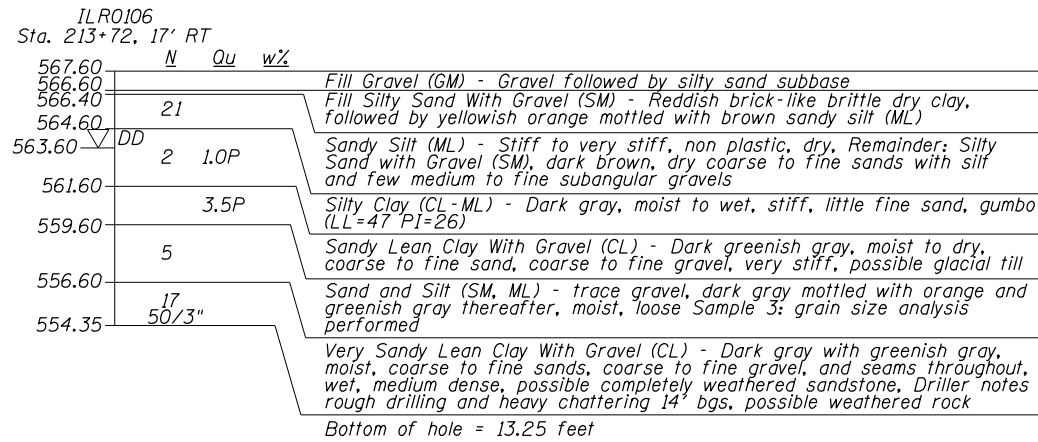 ILR0106
Sta. 213+72, 17' RT
N Qu w%
567.60
566.60
Fill Gravel (GM) - Gravel followed by silty sand subbase
566.40
21
Fill Silty Sand With Gravel (SM) - Reddish brick-like brittle dry clay,
followed by yellowish orange mottled with brown sandy silt (ML)
564.60
DD
563.60
2 1.0P
Sandy Silt (ML) - Stiff to very stiff, non plastic, dry, Remainder: Silty
Sand with Gravel (SM), dark brown, dry coarse to fine sands with silt
and few medium to fine subangular gravels
561.60
3.5P
Silty Clay (CL-ML) - Dark gray, moist to wet, stiff, little fine sand, gumbo
(LL=47 PI=26)
559.60
5
Sandy Lean Clay With Gravel (CL) - Dark greenish gray, moist to dry,
coarse to fine sand, coarse to fine gravel, very stiff, possible glacial till
556.60
17
50/3"
Sand and Silt (SM, ML) - trace gravel, dark gray mottled with orange and
greenish gray thereafter, moist, loose Sample 3: grain size analysis
performed
554.35
Very Sandy Lean Clay With Gravel (CL) - Dark gray with greenish gray,
moist, coarse to fine sands, coarse to fine gravel, and seams throughout,
wet, medium dense, possible completely weathered sandstone, Driller notes
rough drilling and heavy chattering 14' bgs, possible weathered rock
Bottom of hole = 13.25 feet